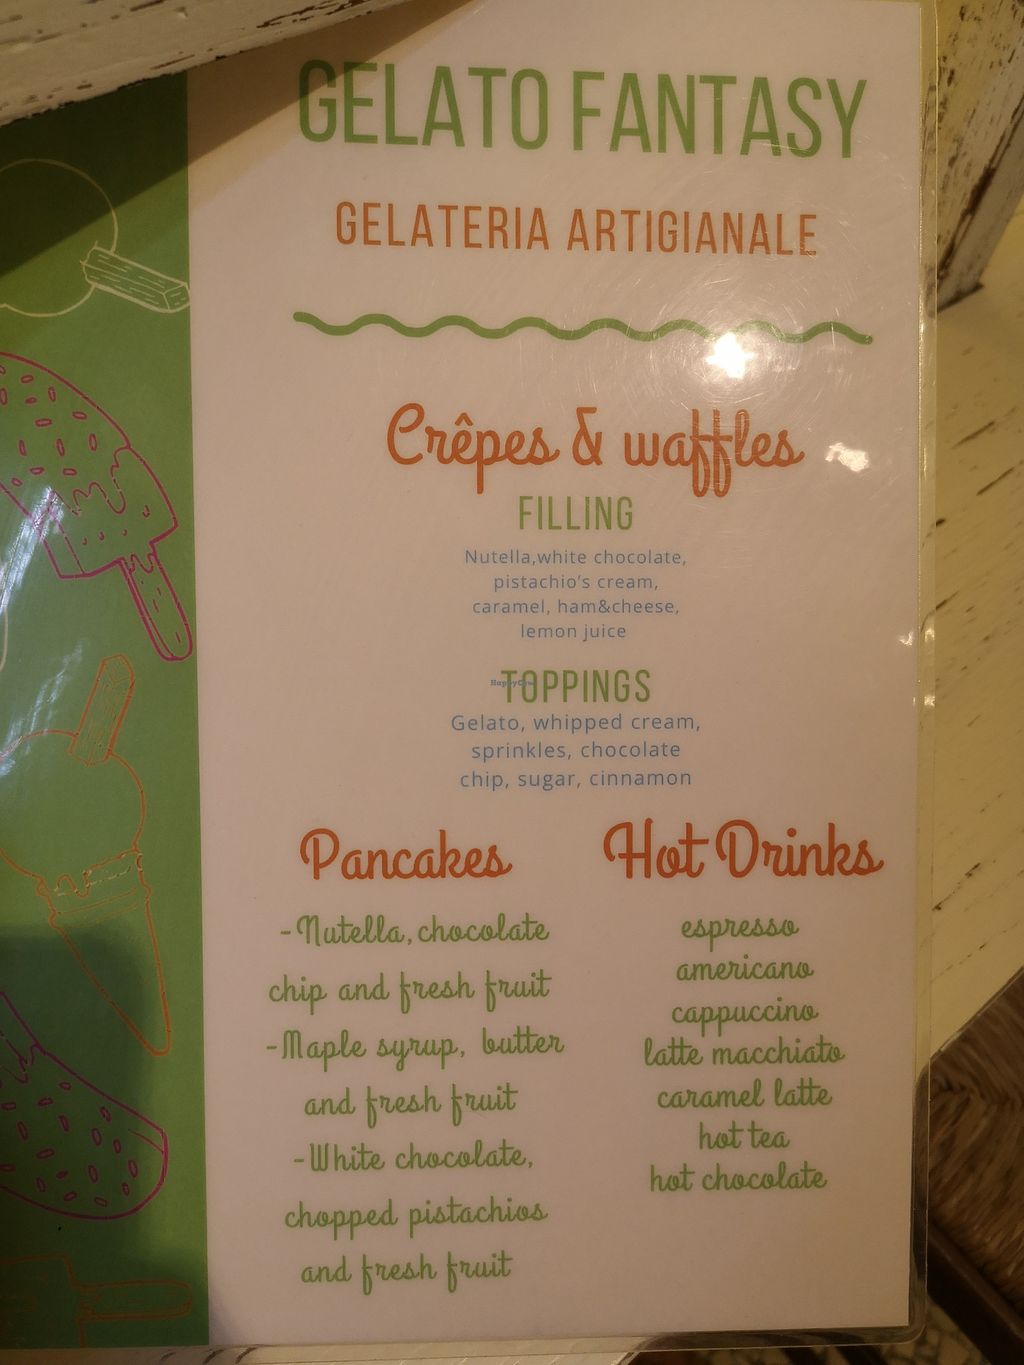 GELATO FANTASY
GELATERIA ARTIGIANALE
Crêpes & waffles
FILLING
Nutella,white chocolate,
pistachio's cream,
caramel, ham&cheese,
lemon juice
TOPPINGS
HappyCow
Gelato, whipped cream,
sprinkles, chocolate
chip, sugar, cinnamon
Pancakes
-Nutella, chocolate
chip and fresh fruit
-Maple syrup, butter
and fresh fruit
-White chocolate,
chopped pistachios
and fresh fruit
Hot Drinks
espresso
americano
cappuccino
latte macchiato
caramel latte
hot tea
hot chocolate